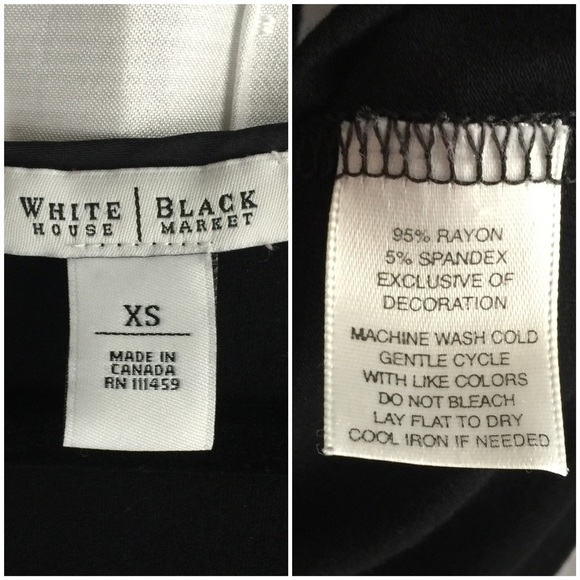 WHITE | BLACK
HOUSE | MARKET
XS
MADE IN
CANADA
RN 111459
95% RAYON
5% SPANDEX
EXCLUSIVE OF
DECORATION
MACHINE WASH COLD
GENTLE CYCLE
WITH LIKE COLORS
DO NOT BLEACH
LAY FLAT TO DRY
COOL IRON IF NEEDED